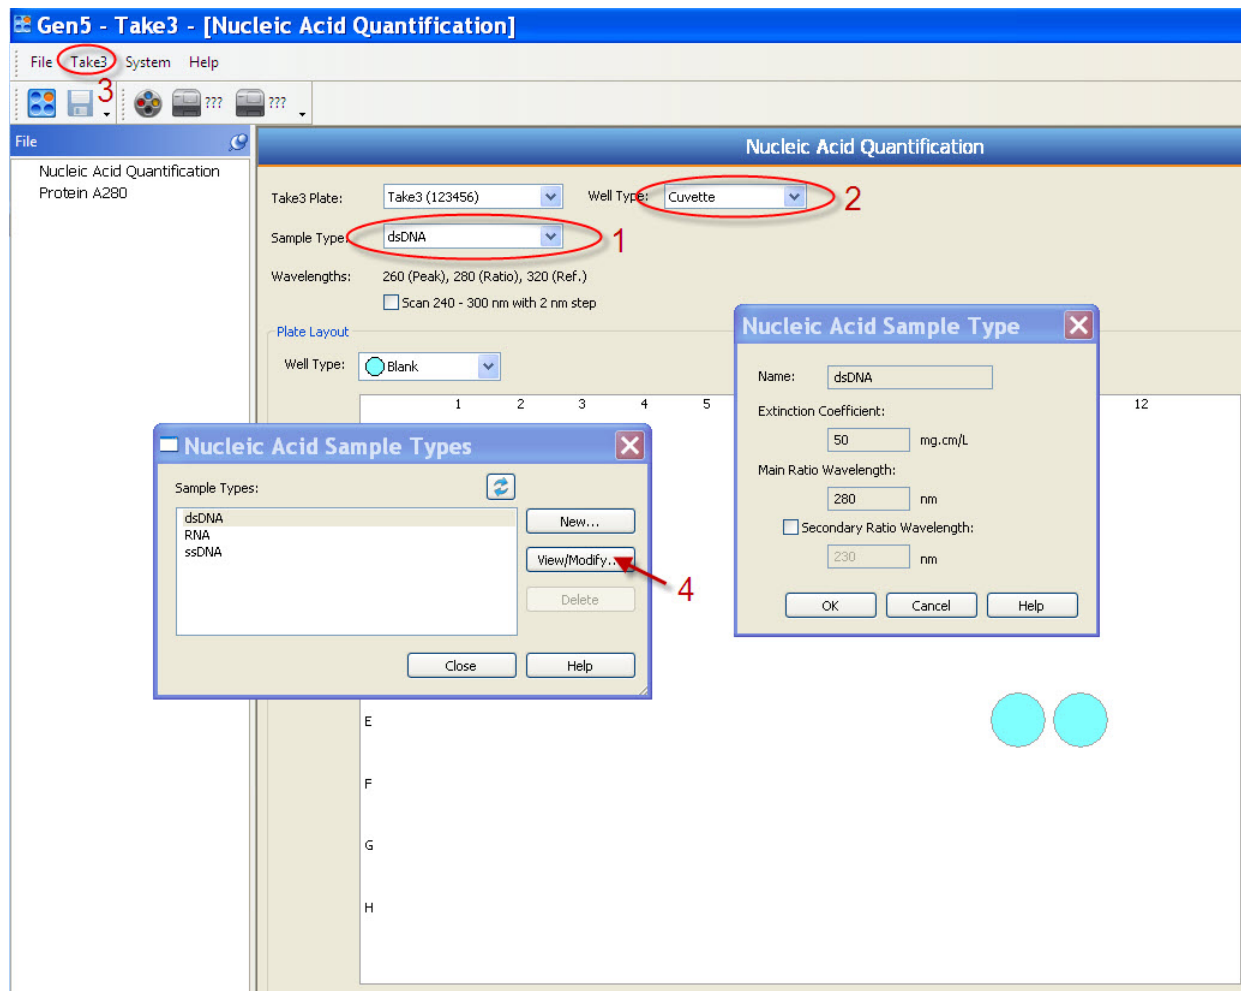 Gen5 - Take3 - [Nucleic Acid Quantification]
File Take3 System Help
3
??? ???
File
Nucleic Acid Quantification
Protein A280
Nucleic Acid Quantification
Take3 Plate: Take3 (123456) Well Type: Cuvette 2
Sample Type: dsDNA 1
Wavelengths: 260 (Peak), 280 (Ratio), 320 (Ref.)
Scan 240 - 300 nm with 2 nm step
Plate Layout
Well Type: Blank
1 2 3 4 5 12
Nucleic Acid Sample Types
Sample Types:
dsDNA
RNA
ssDNA
New...
View/Modify...
4
Delete
Close Help
Nucleic Acid Sample Type
Name: dsDNA
Extinction Coefficient:
50 mg.cm/L
Main Ratio Wavelength:
280 nm
Secondary Ratio Wavelength:
230 nm
OK Cancel Help
E
F
G
H